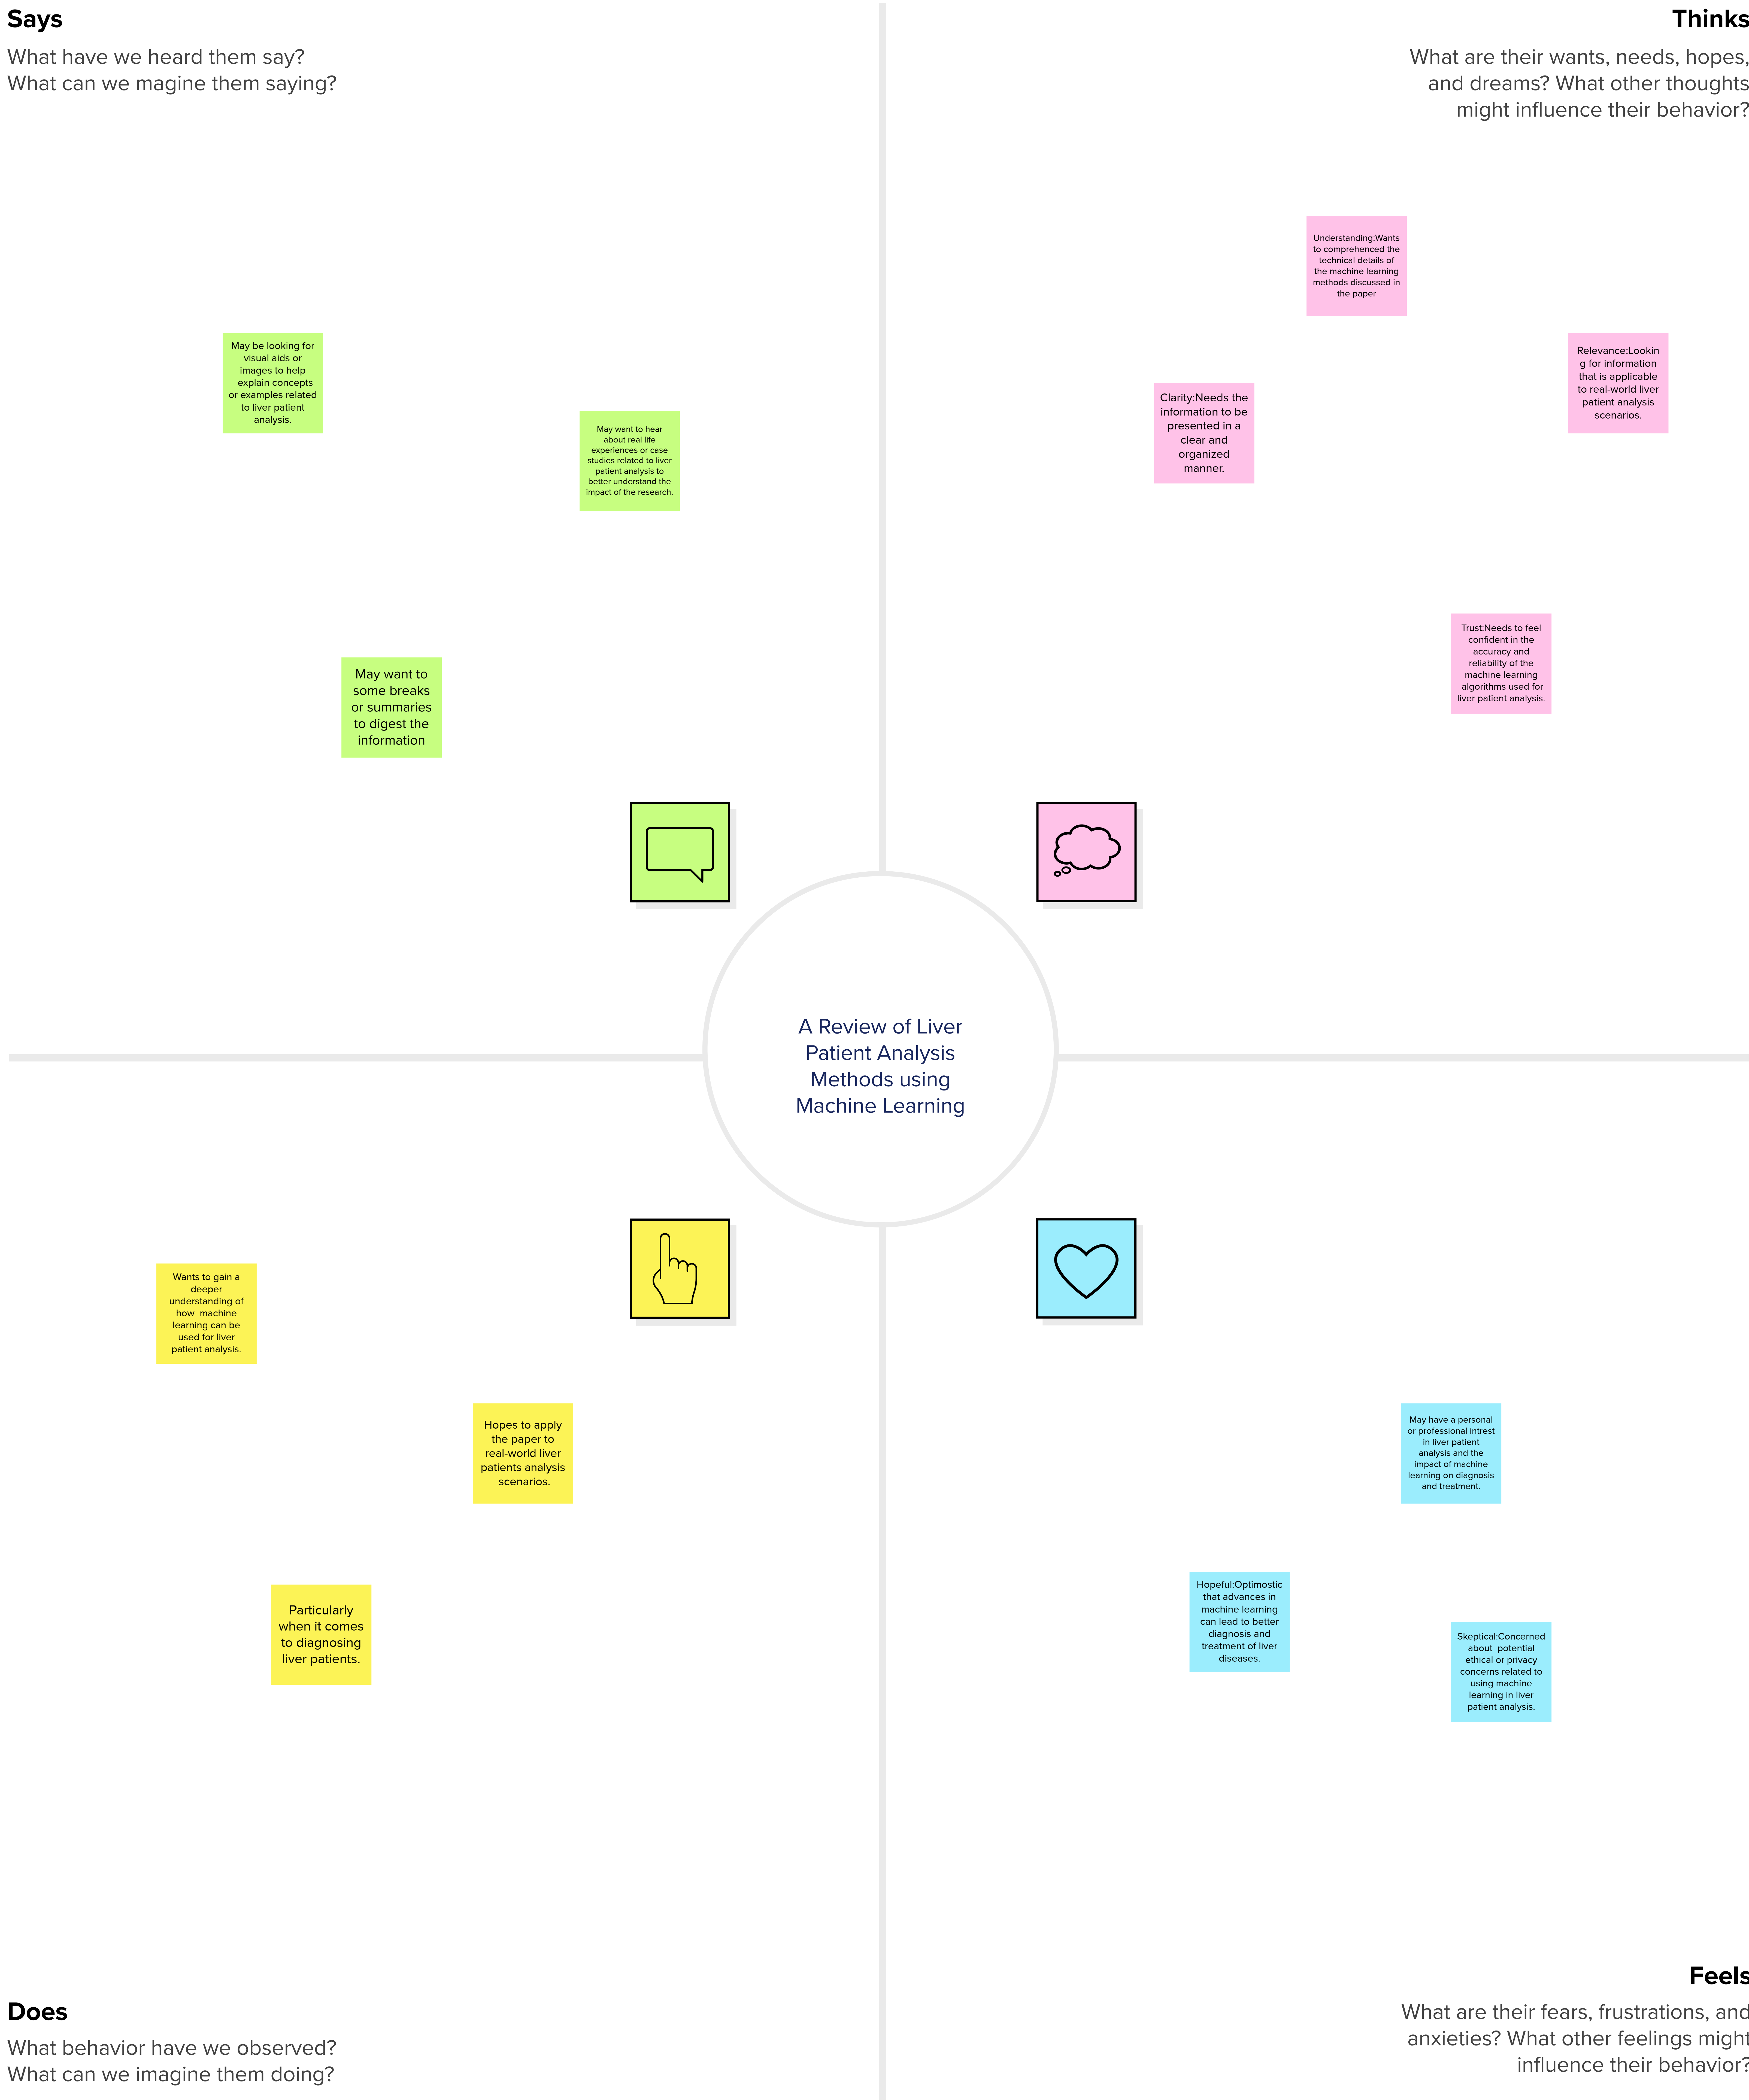 Says
What have we heard them say?
What can we magine them saying?
Thinks
What are their wants, needs, hopes,
and dreams? What other thoughts
might influence their behavior?
May be looking for
visual aids or
images to help
explain concepts
or examples related
to liver patient
analysis.
May want to hear
about real life
experiences or case
studies related to liver
patient analysis to
better understand the
impact of the research.
May want to
some breaks
or summaries
to digest the
information
Understanding:Wants
to comprehenced the
technical details of
the machine learning
methods discussed in
the paper
Relevance:Lookin
g for information
that is applicable
to real-world liver
patient analysis
scenarios.
Clarity:Needs the
information to be
presented in a
clear and
organized
manner.
Trust:Needs to feel
confident in the
accuracy and
reliability of the
machine learning
algorithms used for
liver patient analysis.
A Review of Liver
Patient Analysis
Methods using
Machine Learning
Wants to gain a
deeper
understanding of
how  machine
learning can be
used for liver
patient analysis.
Hopes to apply
the paper to
real-world liver
patients analysis
scenarios.
Particularly
when it comes
to diagnosing
liver patients.
May have a personal
or professional intrest
in liver patient
analysis and the
impact of machine
learning on diagnosis
and treatment.
Hopeful:Optimostic
that advances in
machine learning
can lead to better
diagnosis and
treatment of liver
diseases.
Skeptical:Concerned
about  potential
ethical or privacy
concerns related to
using machine
learning in liver
patient analysis.
Does
What behavior have we observed?
What can we imagine them doing?
Feels
What are their fears, frustrations, and
anxieties? What other feelings might
influence their behavior?